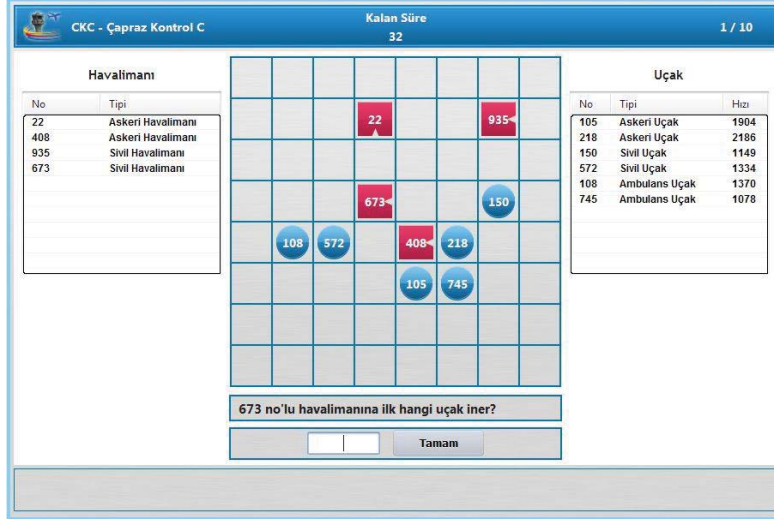 CKC - Çapraz Kontrol C
Kalan Süre
32
1 / 10
Havalimanı
No Tipi
22 Askeri Havalimanı
408 Askeri Havalimanı
935 Sivil Havalimanı
673 Sivil Havalimanı
22
935
673
150
108
572
408
218
105
745
Uçak
No Tipi Hızı
105 Askeri Uçak 1904
218 Askeri Uçak 2186
150 Sivil Uçak 1149
572 Sivil Uçak 1334
108 Ambulans Uçak 1370
745 Ambulans Uçak 1078
673 no'lu havalimanına ilk hangi uçak iner?
Tamam